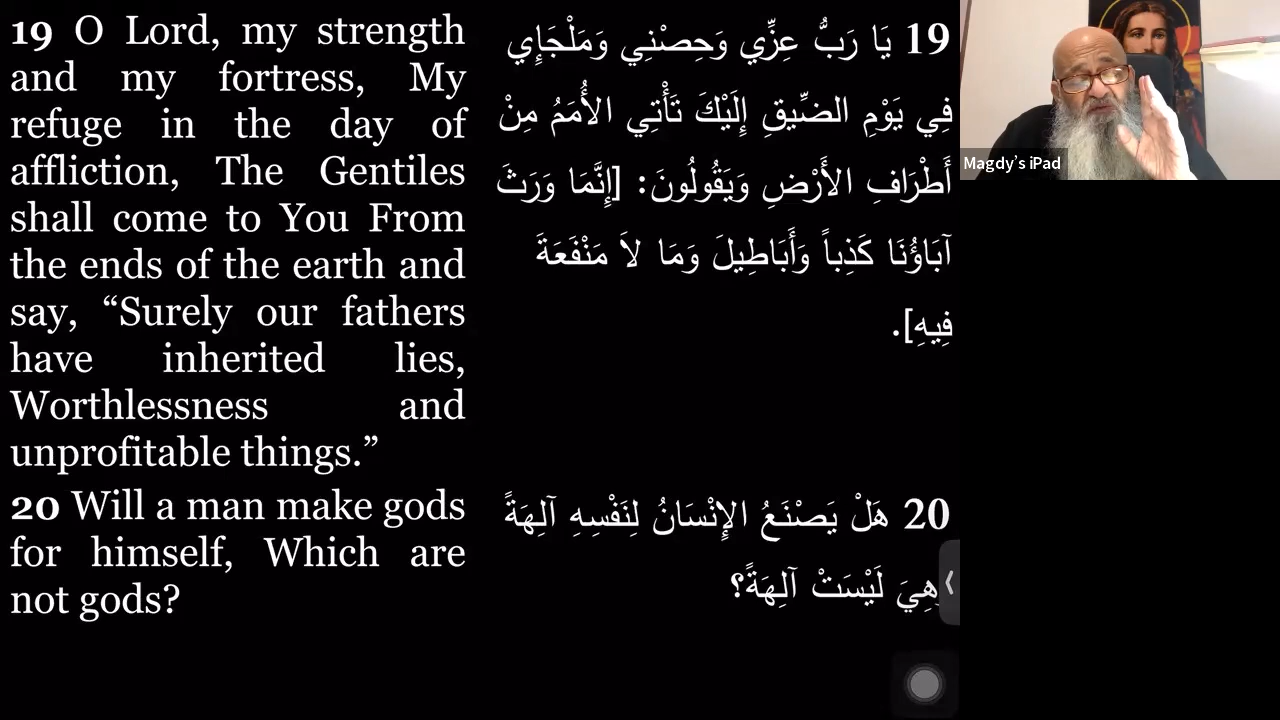 19 O Lord, my strength
and my fortress, My
refuge in the day of
affliction, The Gentiles
shall come to You From
the ends of the earth and
say, “Surely our fathers
have inherited lies,
Worthlessness and
unprofitable things.”
20 Will a man make gods
for himself, Which are
not gods?
19 يَا رَبُّ عِزِّي وَحِصْنِي وَمَلْجَإِي
فِي يَوْمِ الضِّيقِ إِلَيْكَ تَأْتِي الأُمَمُ مِنْ
أَطْرَافِ الأَرْضِ وَيَقُولُونَ: [إِنَّمَا وَرَثَ
آبَاؤُنَا كَذِباً وَأَبَاطِيلَ وَمَا لاَ مَنْفَعَةَ
فِيهِ].
20 هَلْ يَصْنَعُ الإِنْسَانُ لِنَفْسِهِ آلِهَةً
وَهِيَ لَيْسَتْ آلِهَةً؟
Magdy’s iPad